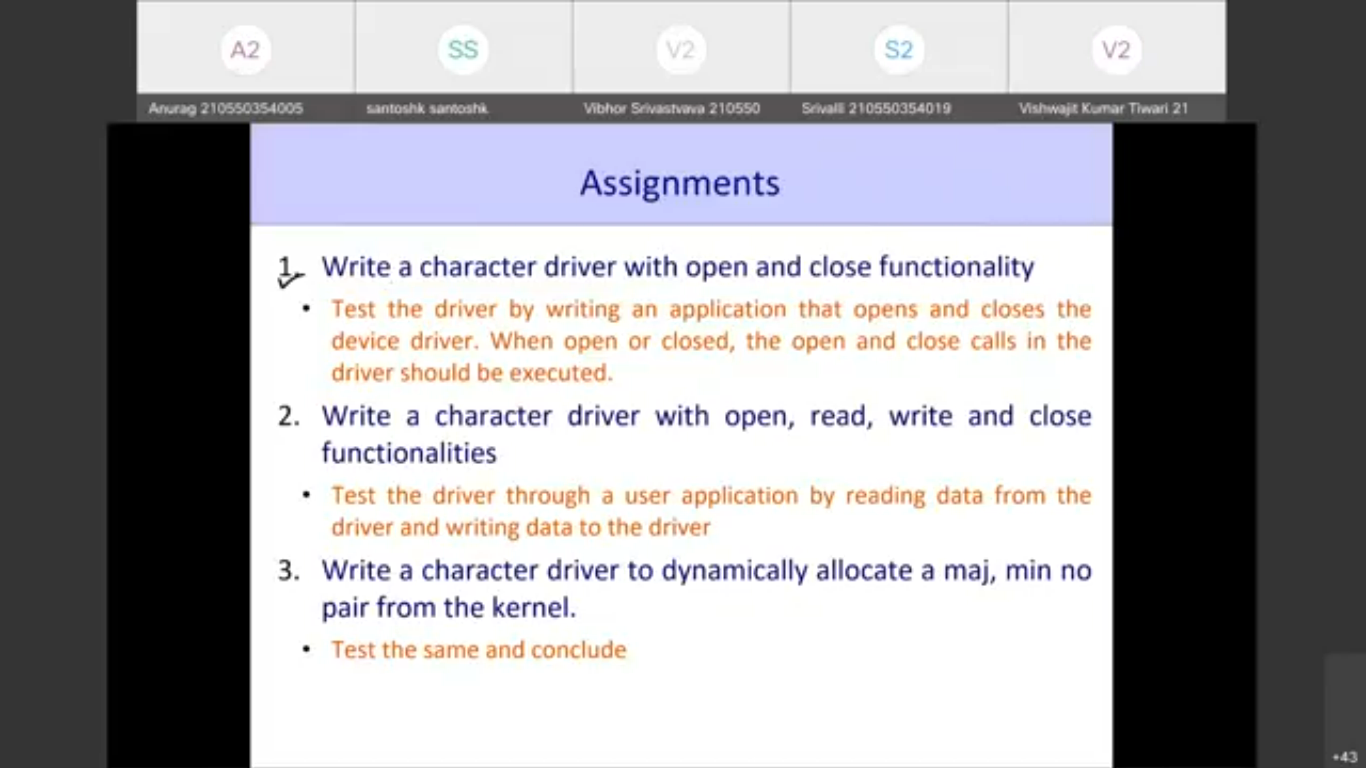 A2 SS V2 S2 V2
Anurag 210550354005 santoshk santoshk Vibhor Srivastvava 210550 Srivalli 210550354019 Vishwajit Kumar Tiwari 21
Assignments
1. Write a character driver with open and close functionality
• Test the driver by writing an application that opens and closes the
device driver. When open or closed, the open and close calls in the
driver should be executed.
2. Write a character driver with open, read, write and close
functionalities
• Test the driver through a user application by reading data from the
driver and writing data to the driver
3. Write a character driver to dynamically allocate a maj, min no
pair from the kernel.
• Test the same and conclude
+43